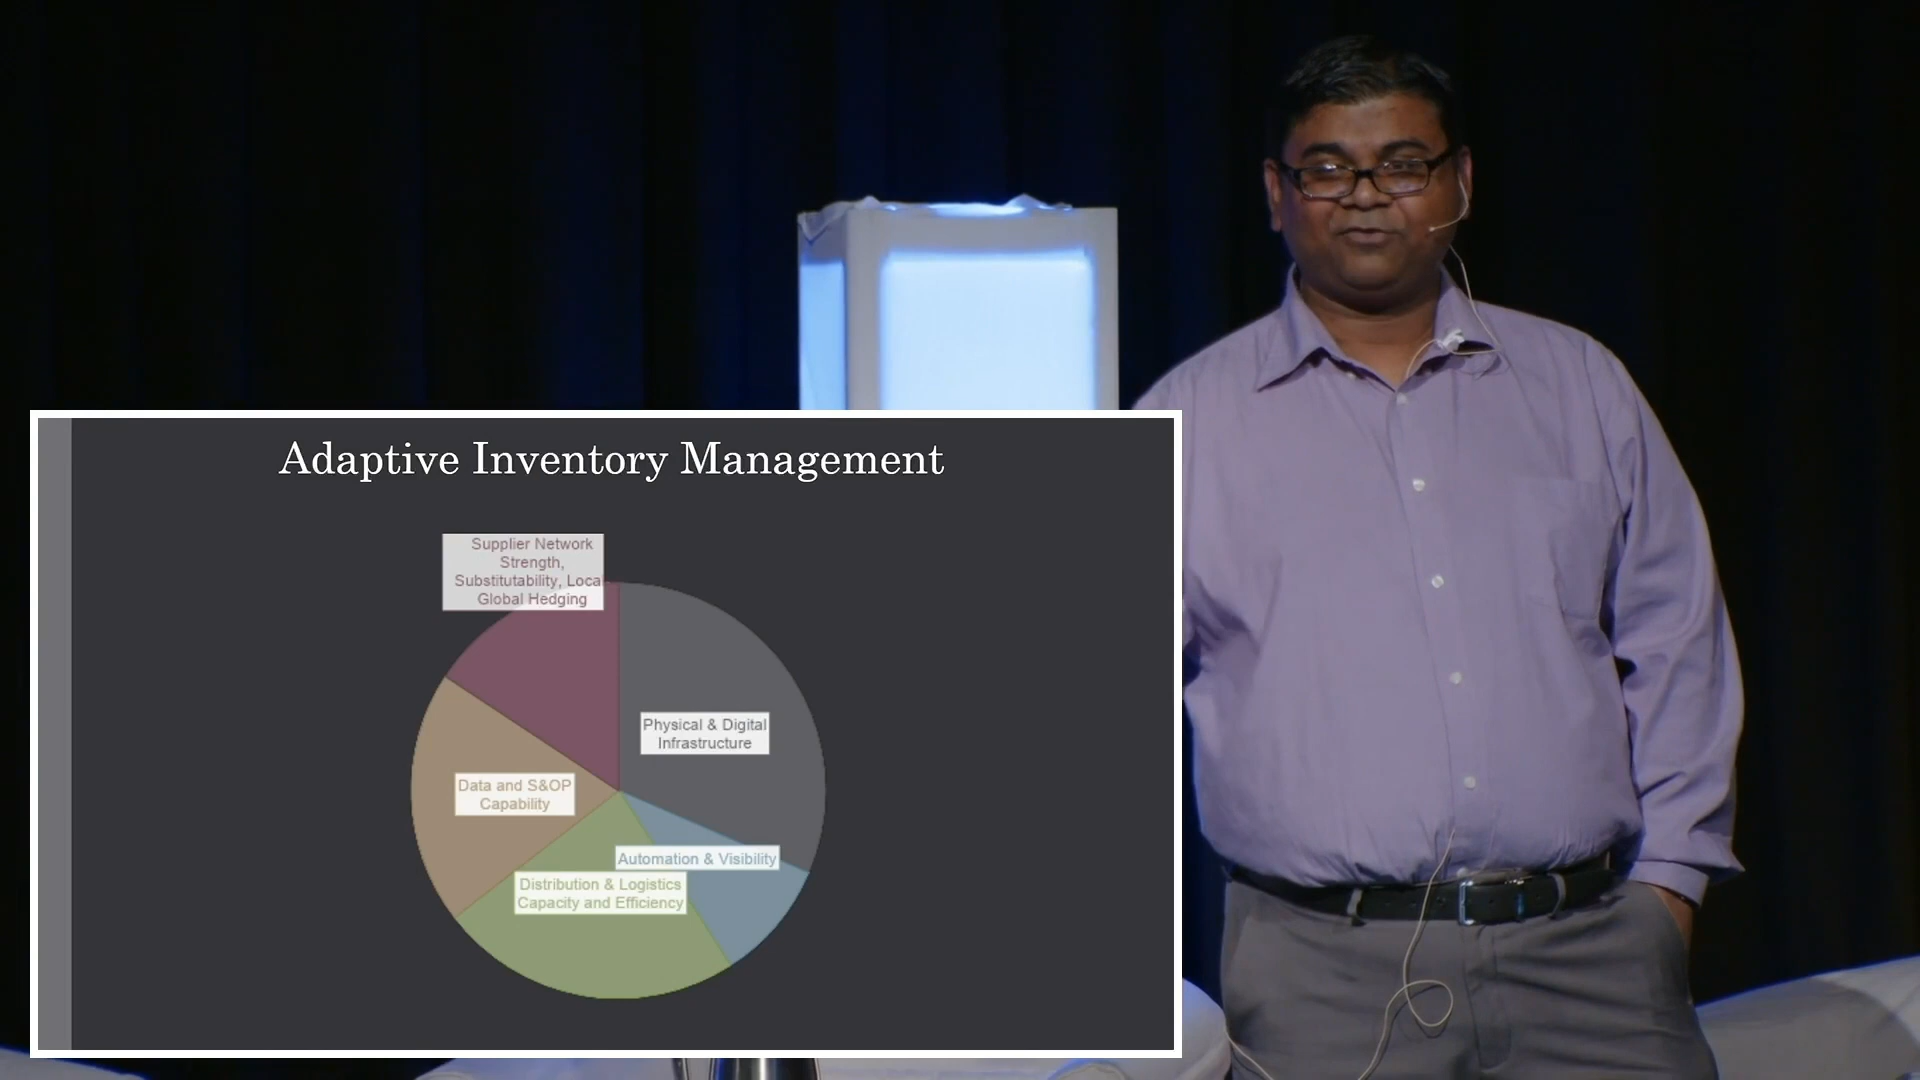 Adaptive Inventory Management
Supplier Network
Strength,
Substitutability, Loca
Global Hedging
Physical & Digital
Infrastructure
Data and S&OP
Capability
Automation & Visibility
Distribution & Logistics
Capacity and Efficiency